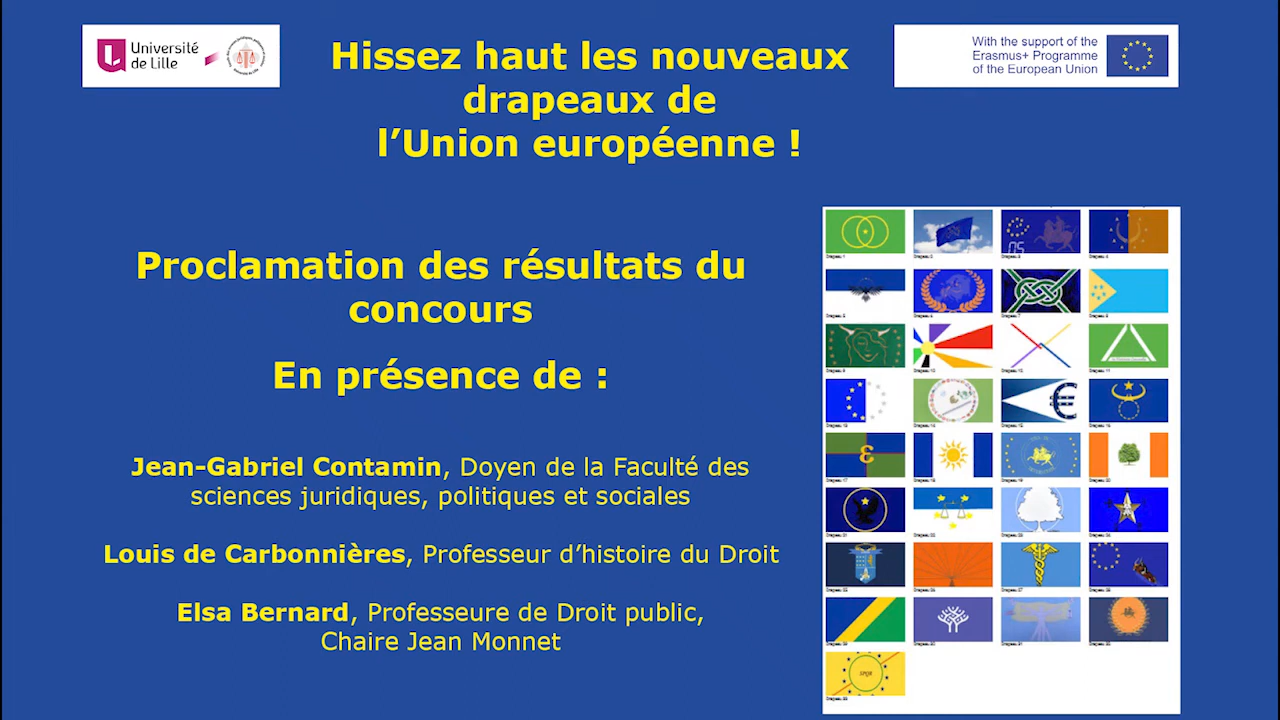 Université
de Lille
Hissez haut les nouveaux
drapeaux de
l’Union européenne !
With the support of the
Erasmus+ Programme
of the European Union
Proclamation des résultats du
concours
En présence de :
Jean-Gabriel Contamin, Doyen de la Faculté des
sciences juridiques, politiques et sociales
Louis de Carbonnières, Professeur d’histoire du Droit
Elsa Bernard, Professeure de Droit public,
Chaire Jean Monnet
SPQR